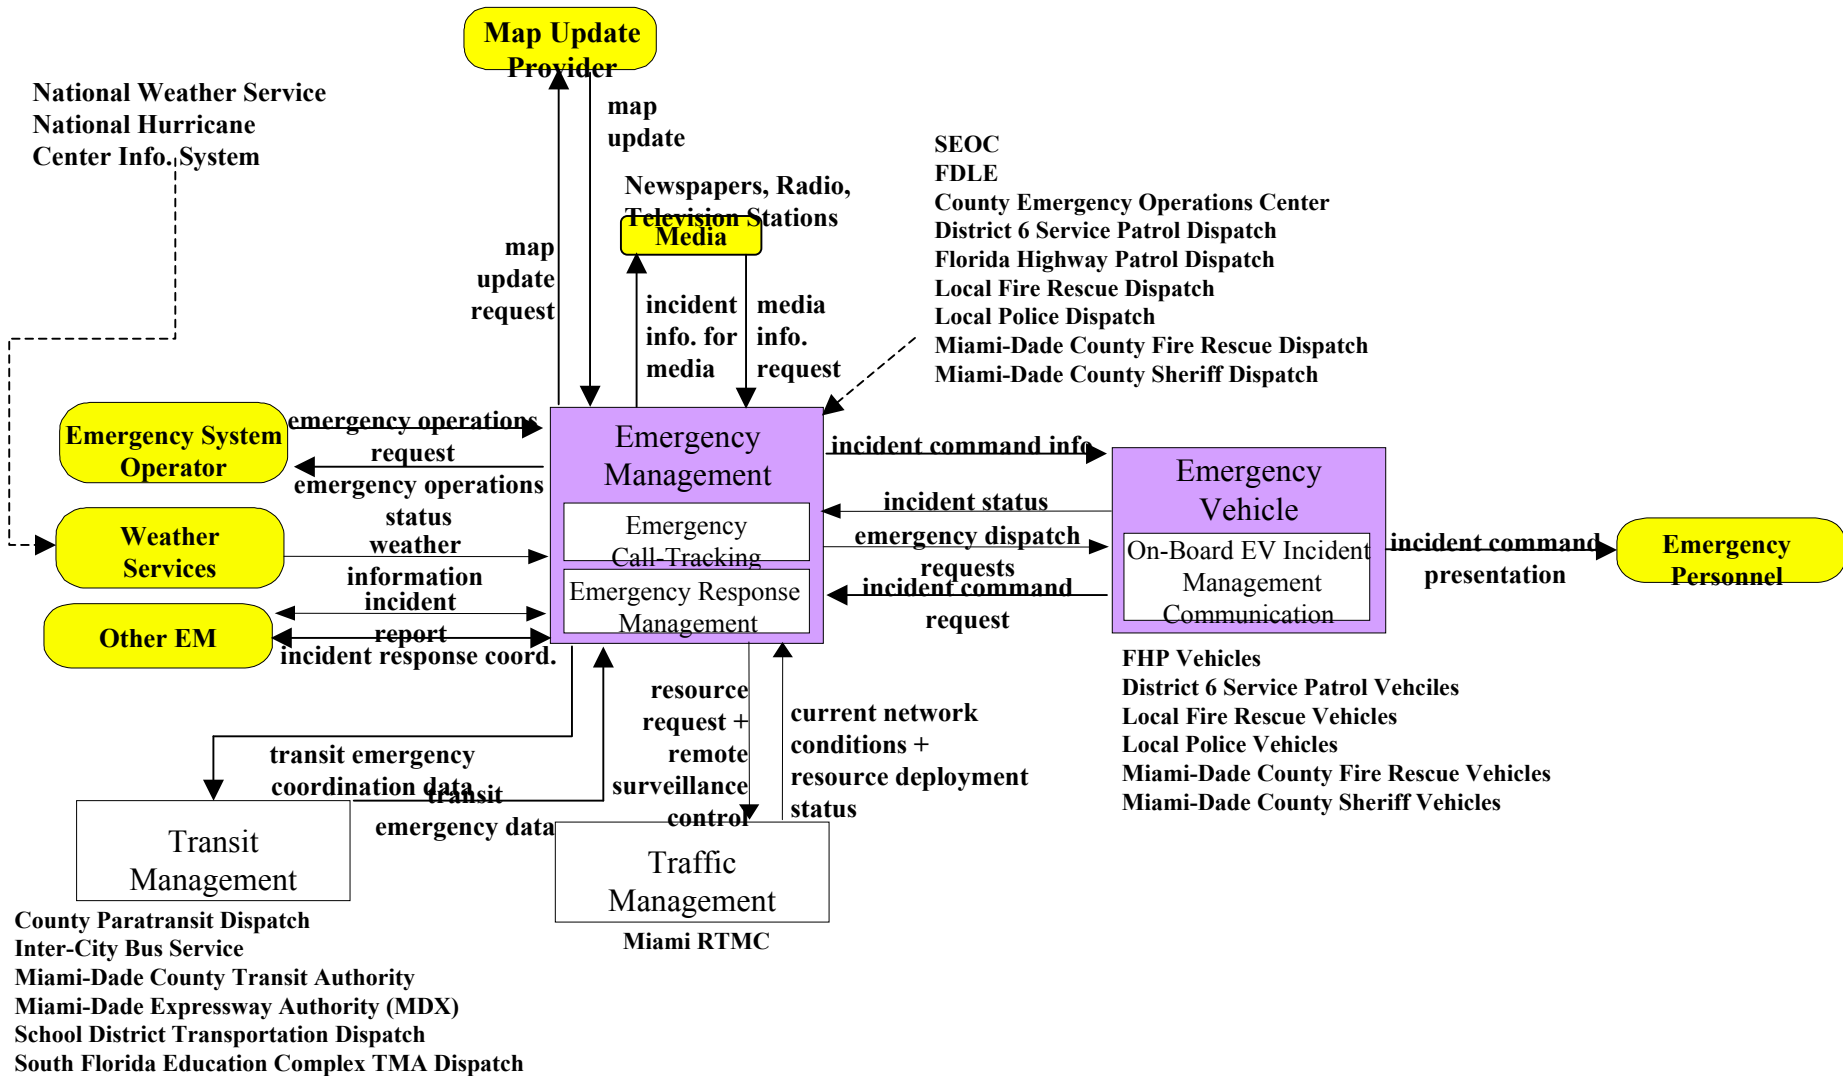 Map Update
Provider
National Weather Service
National Hurricane
Center Info. System
map
update
SEOC
FDLE
County Emergency Operations Center
District 6 Service Patrol Dispatch
Florida Highway Patrol Dispatch
Local Fire Rescue Dispatch
Local Police Dispatch
Miami-Dade County Fire Rescue Dispatch
Miami-Dade County Sheriff Dispatch
Newspapers, Radio,
Television Stations
Media
map
update
request
incident
info. for
media
media
info.
request
Emergency System
Operator
emergency operations
request
emergency operations
status
Emergency
Management
Emergency
Call-Tracking
Emergency Response
Management
incident command info
incident status
emergency dispatch
requests
incident command
request
Emergency
Vehicle
On-Board EV Incident
Management
Communication
incident command
presentation
Emergency
Personnel
Weather
Services
weather
information
Other EM
incident
report
incident response coord.
FHP Vehicles
District 6 Service Patrol Vehciles
Local Fire Rescue Vehicles
Local Police Vehicles
Miami-Dade County Fire Rescue Vehicles
Miami-Dade County Sheriff Vehicles
resource
request +
remote
surveillance
control
current network
conditions +
resource deployment
status
transit emergency
coordination data
transit
emergency data
Transit
Management
Traffic
Management
Miami RTMC
County Paratransit Dispatch
Inter-City Bus Service
Miami-Dade County Transit Authority
Miami-Dade Expressway Authority (MDX)
School District Transportation Dispatch
South Florida Education Complex TMA Dispatch